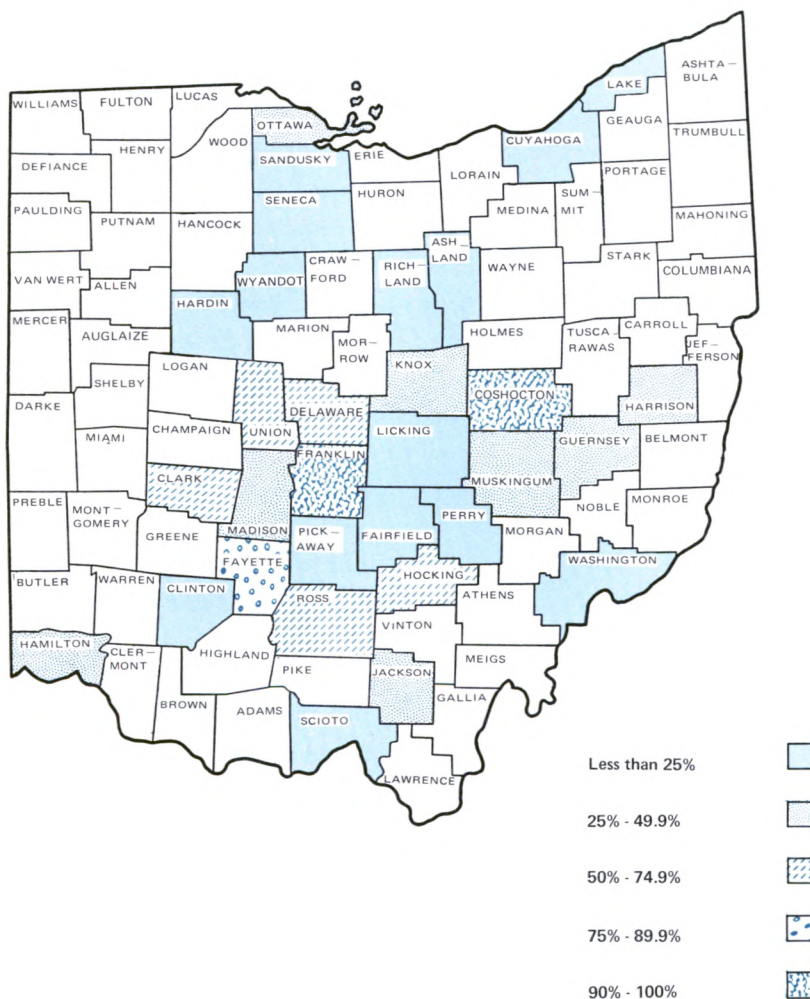 WILLIAMS
FULTON
LUCAS
OTTAWA
WOOD
HENRY
DEFIANCE
SANDUSKY
ERIE
LORAIN
CUYAHOGA
LAKE
ASHTA –
BULA
GEAUGA
TRUMBULL
PAULDING
PUTNAM
HANCOCK
SENECA
HURON
MEDINA
SUM –
MIT
PORTAGE
MAHONING
VAN WERT
ALLEN
HARDIN
WYANDOT
CRAW –
FORD
RICH–
LAND
ASH –
LAND
WAYNE
STARK
COLUMBIANA
MERCER
AUGLAIZE
MARION
MOR–
ROW
HOLMES
TUSCA –
RAWAS
CARROLL
JEF –
FERSON
LOGAN
SHELBY
KNOX
DARKE
UNION
DELAWARE
COSHOCTON
HARRISON
CHAMPAIGN
MIAMI
LICKING
GUERNSEY
BELMONT
CLARK
FRANKLIN
MUSKINGUM
PREBLE
MONT–
GOMERY
GREENE
MADISON
PICK–
AWAY
FAIRFIELD
PERRY
MORGAN
NOBLE
MONROE
BUTLER
WARREN
CLINTON
FAYETTE
ROSS
HOCKING
ATHENS
WASHINGTON
HAMILTON
CLER–
MONT
HIGHLAND
VINTON
BROWN
ADAMS
PIKE
JACKSON
MEIGS
GALLIA
SCIOTO
LAWRENCE
Less than 25%
25% - 49.9%
50% - 74.9%
75% - 89.9%
90% - 100%